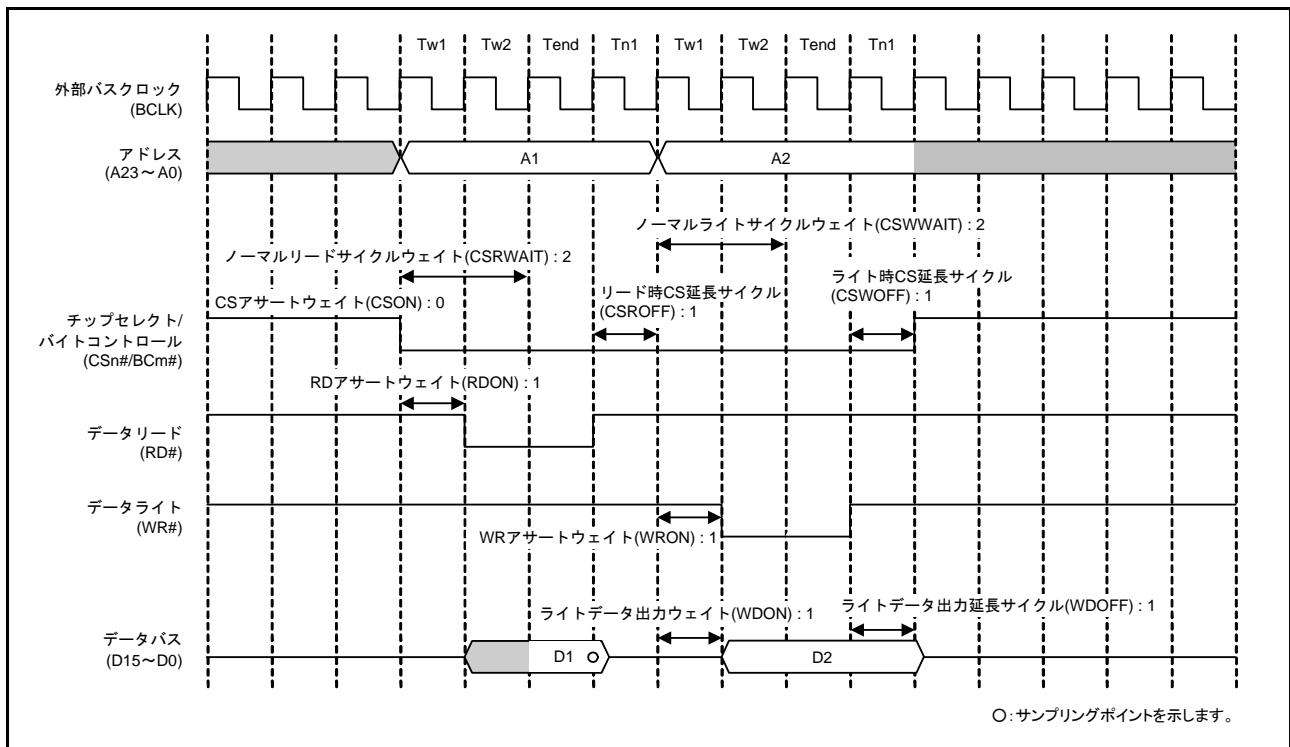 Tw1 Tw2 Tend Tn1 Tw1 Tw2 Tend Tn1
外部バスクロック
(BCLK)
アドレス
(A23～A0)
A1
A2
ノーマルライトサイクルウェイト(CSWWAIT) : 2
ノーマルリードサイクルウェイト(CSRWAIT) : 2
リード時CS延長サイクル
(CSROFF) : 1
ライト時CS延長サイクル
(CSWOFF) : 1
CSアサートウェイト(CSON) : 0
チップセレクト/
バイトコントロール
(CSn#/BCm#)
RDアサートウェイト(RDON) : 1
データリード
(RD#)
データライト
(WR#)
WRアサートウェイト(WRON) : 1
ライトデータ出力ウェイト(WDON) : 1
ライトデータ出力延長サイクル(WDOFF) : 1
データバス
(D15～D0)
D1
D2
○:サンプリングポイントを示します。